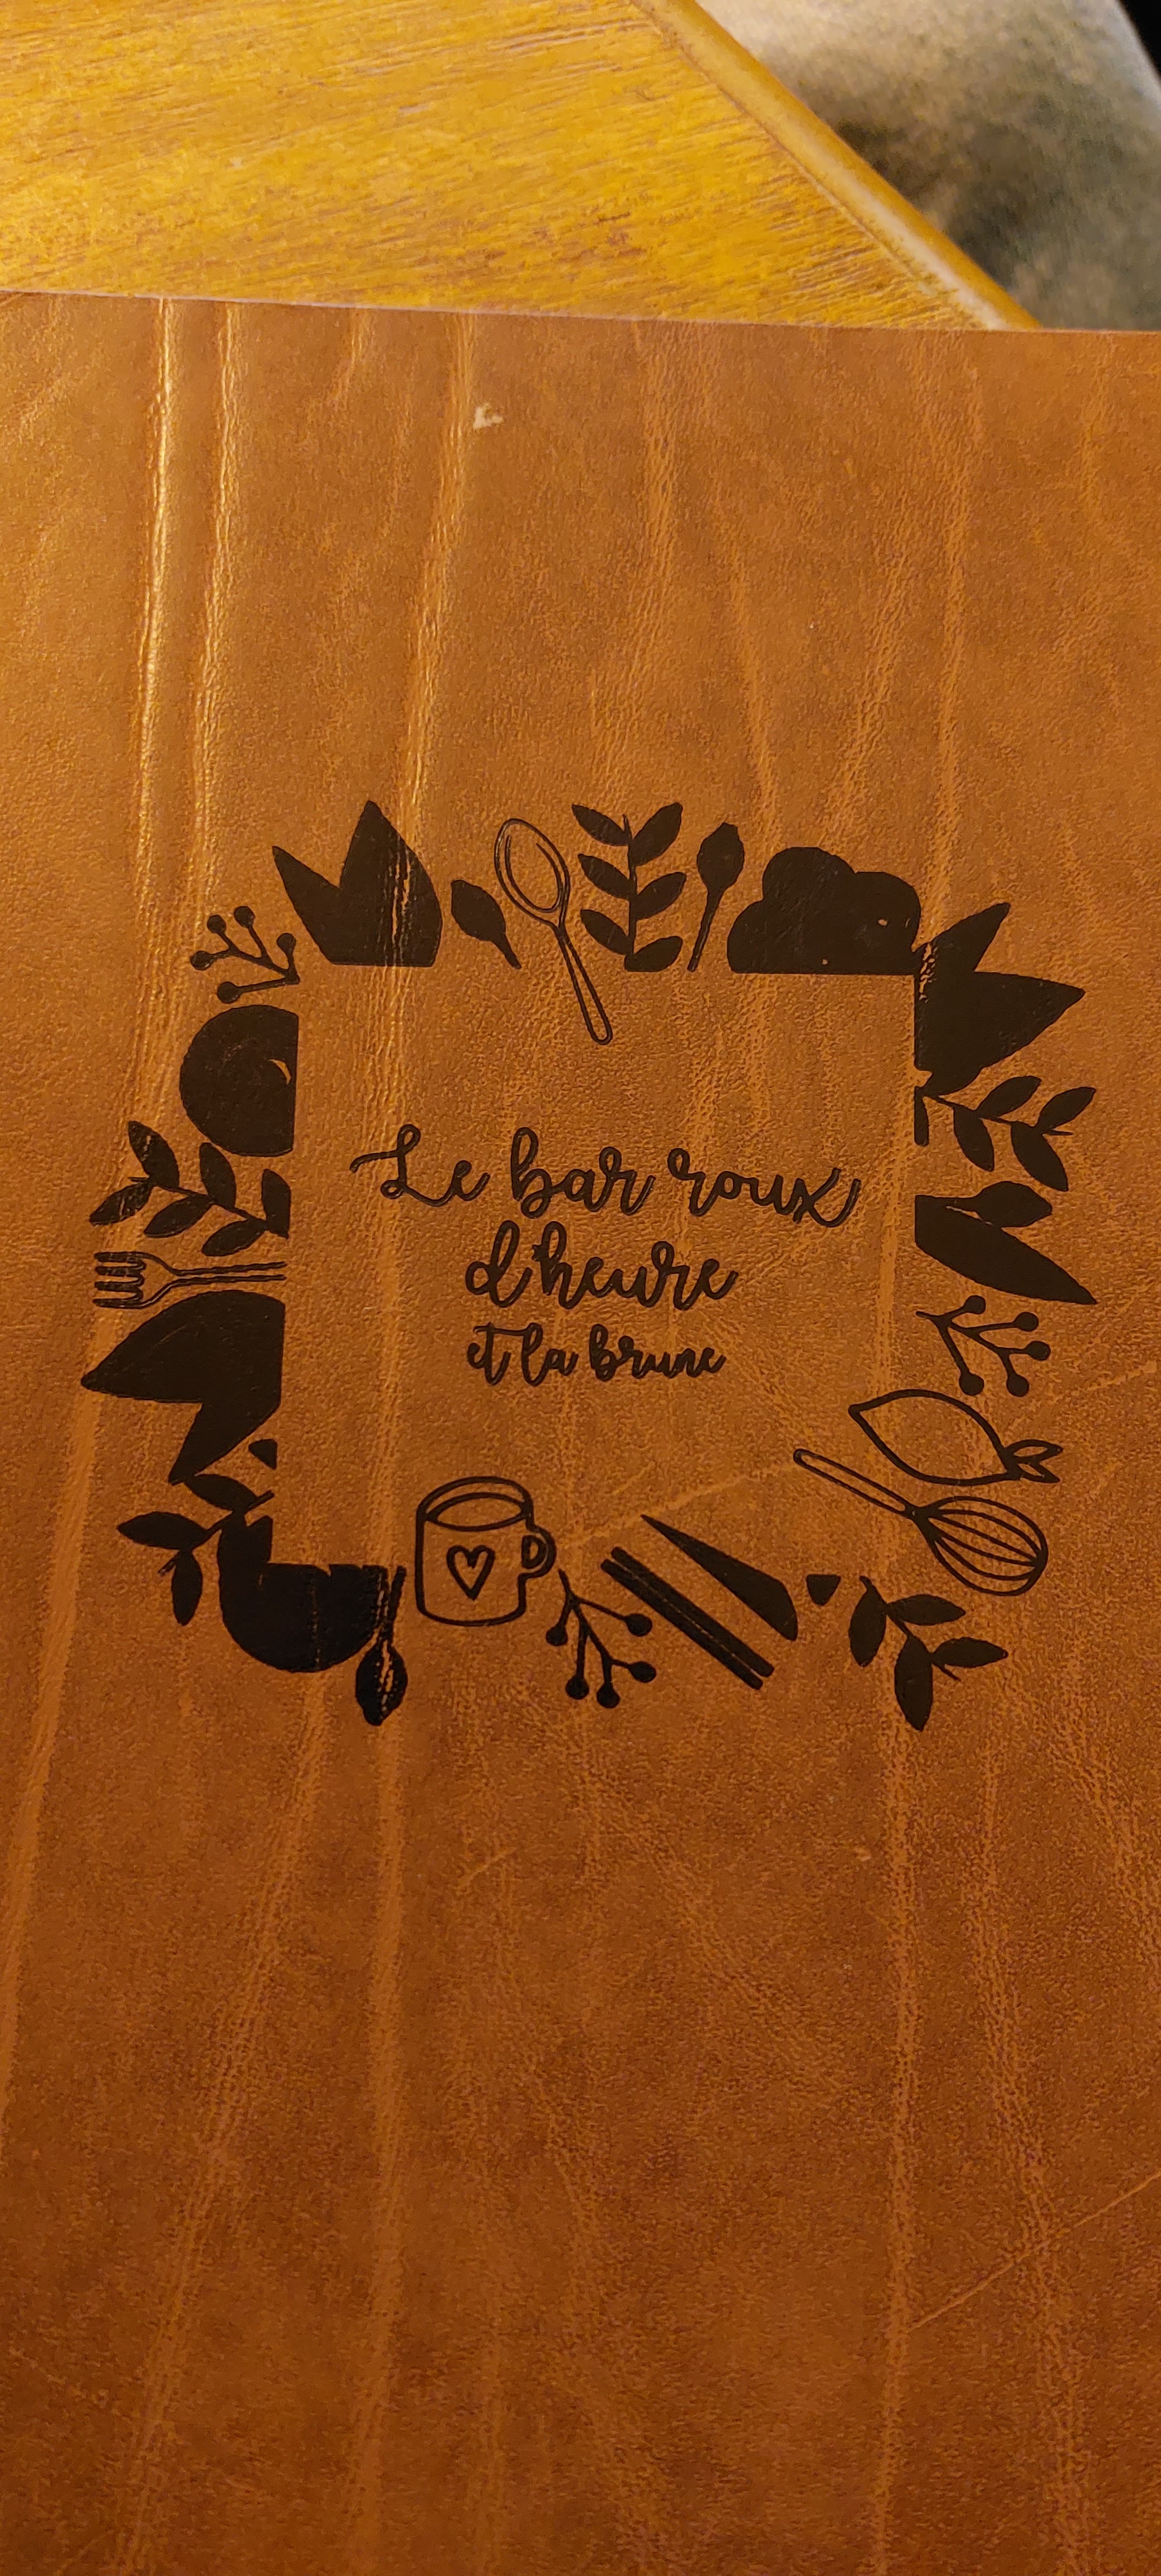 Le bar roux
d'heure
et la brune